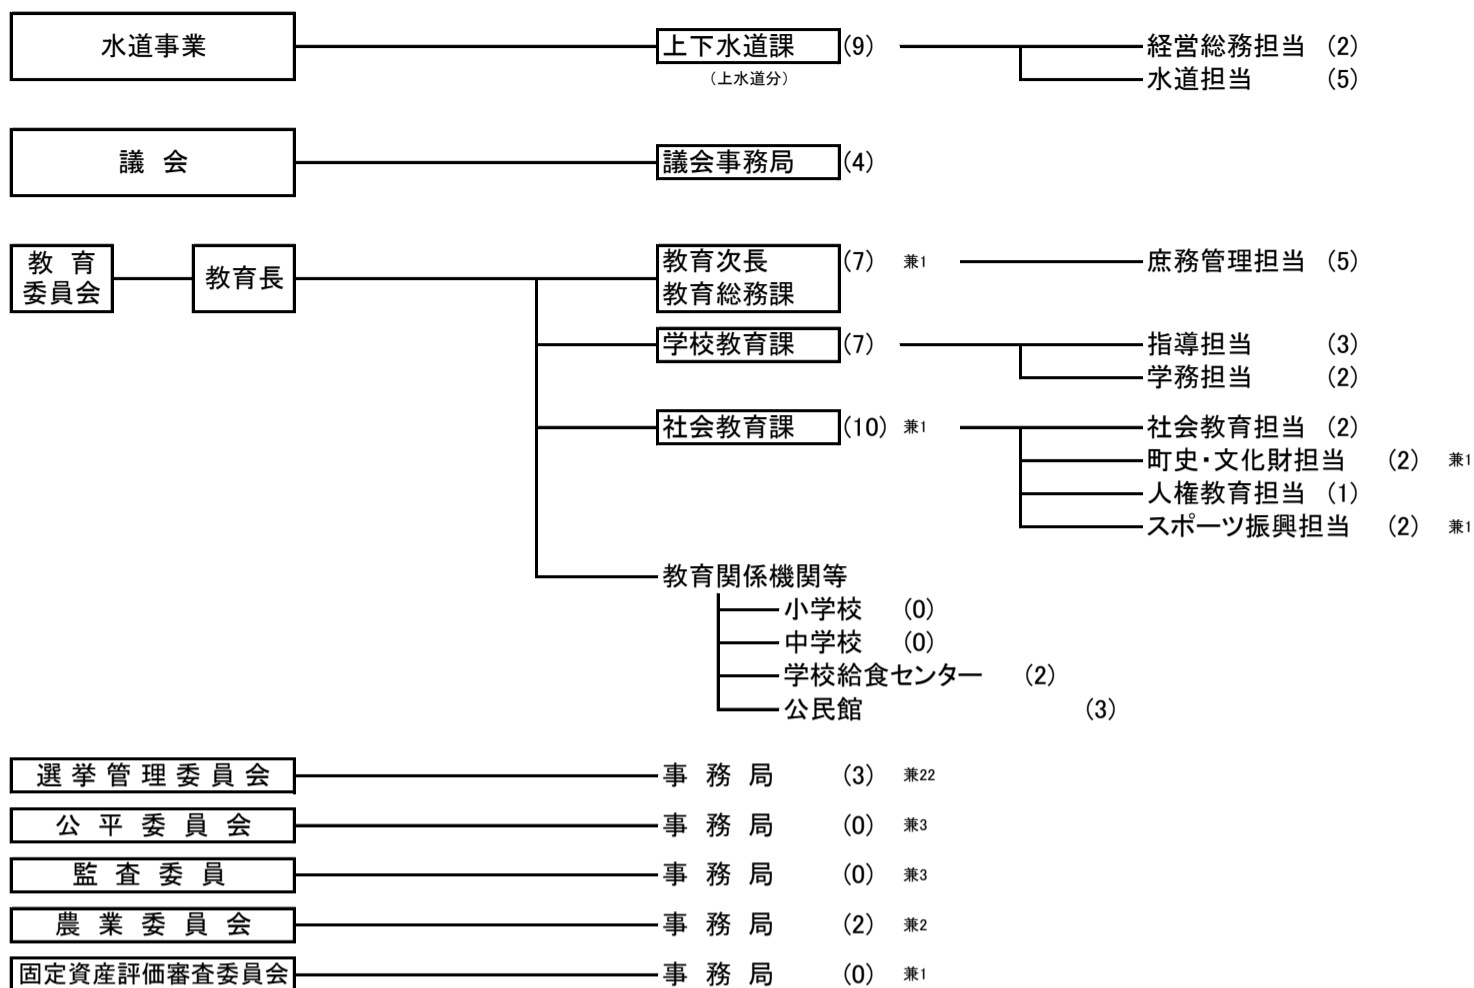 水道事業 上下水道課 (9) 経営総務担当 (2)
(上水道分) 水道担当 (5)
議会 議会事務局 (4)
教育委員会 教育長 教育次長 (7) 兼1 庶務管理担当 (5)
教育総務課
学校教育課 (7) 指導担当 (3)
学務担当 (2)
社会教育課 (10) 兼1 社会教育担当 (2)
町史・文化財担当 (2) 兼1
人権教育担当 (1)
スポーツ振興担当 (2) 兼1
教育関係機関等
小学校 (0)
中学校 (0)
学校給食センター (2)
公民館 (3)
選挙管理委員会 事務局 (3) 兼22
公平委員会 事務局 (0) 兼3
監査委員 事務局 (0) 兼3
農業委員会 事務局 (2) 兼2
固定資産評価審査委員会 事務局 (0) 兼1